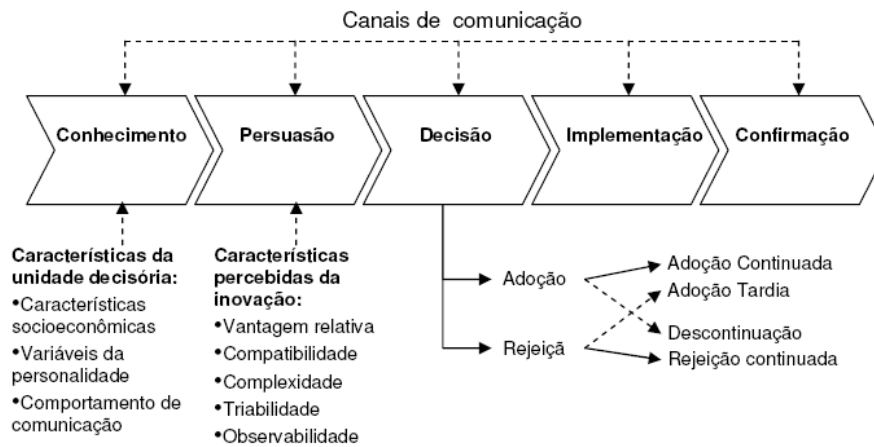 Canais de comunicação
Conhecimento
Persuasão
Decisão
Implementação
Confirmação
Características da
unidade decisória:
•Características
socioeconômicas
•Variáveis da
personalidade
•Comportamento de
comunicação
Características
percebidas da
inovação:
•Vantagem relativa
•Compatibilidade
•Complexidade
•Triabilidade
•Observabilidade
Adoção
Rejeiçã
Adoção Continuada
Adoção Tardia
Descontinuação
Rejeição continuada